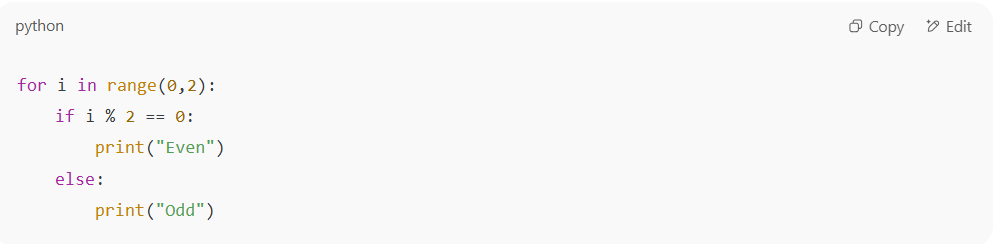 python Copy Edit
for i in range(0,2):
    if i % 2 == 0:
        print("Even")
    else:
        print("Odd")